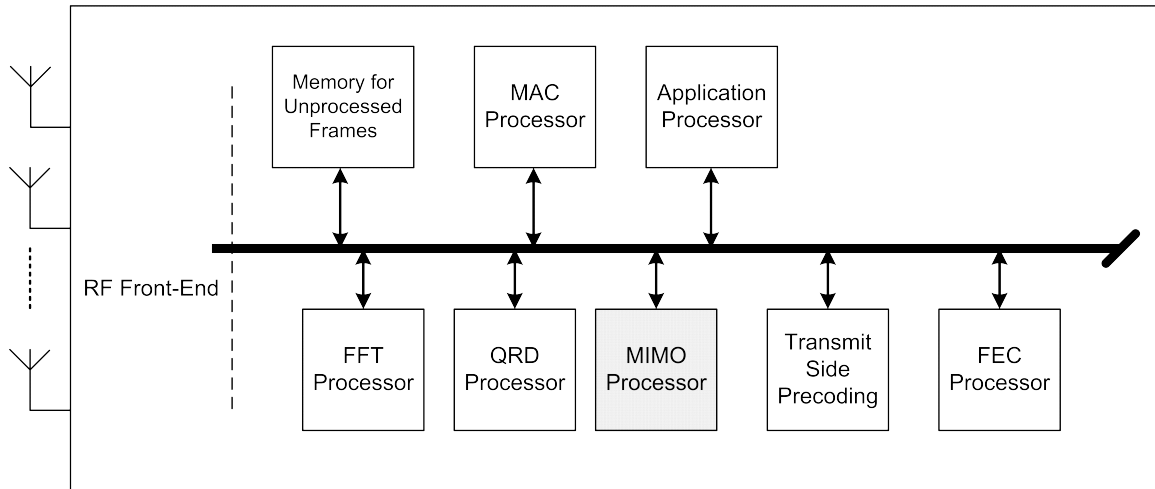 Memory for
Unprocessed
Frames
MAC
Processor
Application
Processor
RF Front-End
FFT
Processor
QRD
Processor
MIMO
Processor
Transmit
Side
Precoding
FEC
Processor